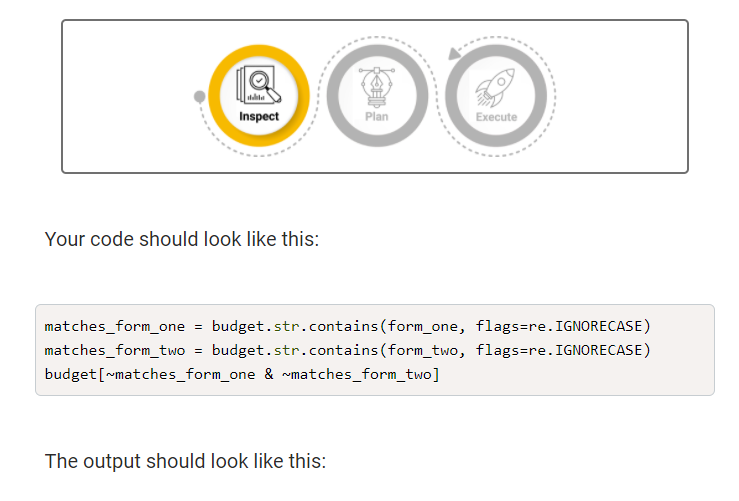 Inspect
Plan
Execute
Your code should look like this:
matches_form_one = budget.str.contains(form_one, flags=re.IGNORECASE)
matches_form_two = budget.str.contains(form_two, flags=re.IGNORECASE)
budget[~matches_form_one & ~matches_form_two]
The output should look like this: